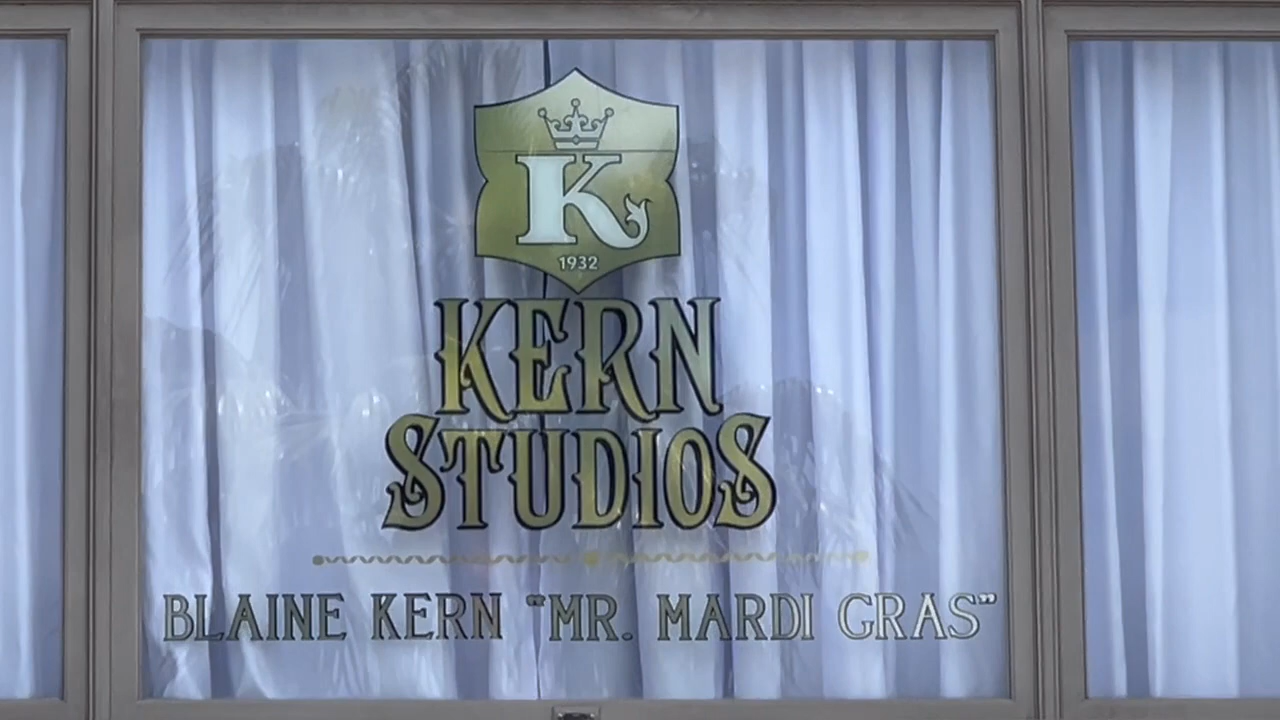 K
1932
KERN
STUDIOS
BLAINE KERN "MR. MARDI GRAS"